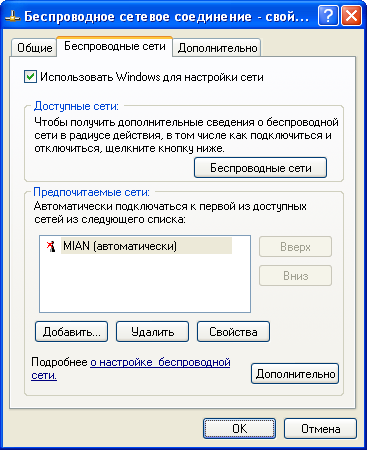 Беспроводное сетевое соединение - свой...
Общие
Беспроводные сети
Дополнительно
Использовать Windows для настройки сети
Доступные сети:
Чтобы получить дополнительные сведения о беспроводной
сети в радиусе действия, в том числе как подключиться и
отключиться, щелкните кнопку ниже.
Беспроводные сети
Предпочитаемые сети:
Автоматически подключаться к первой из доступных
сетей из следующего списка:
MIAN (автоматически)
Вверх
Вниз
Добавить...
Удалить
Свойства
Подробнее о настройке беспроводной
сети.
Дополнительно
OK
Отмена